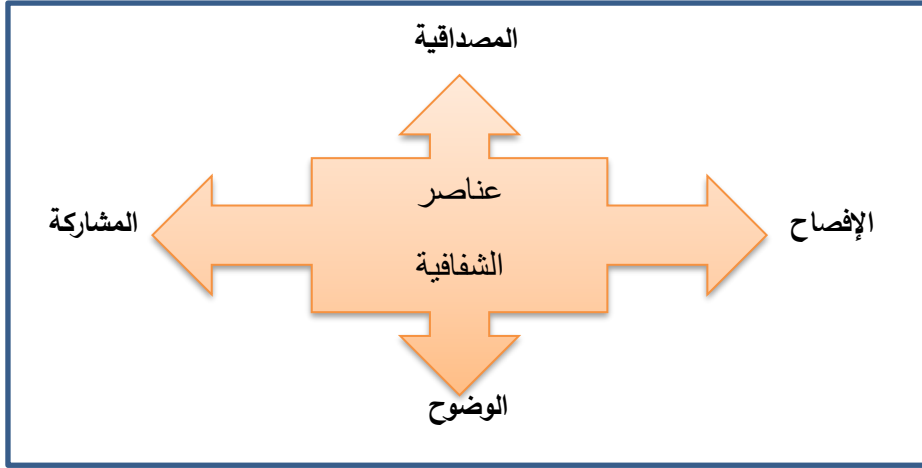 المصداقية
عناصر
الإفصاح
المشاركة
الشفافية
الوضوح